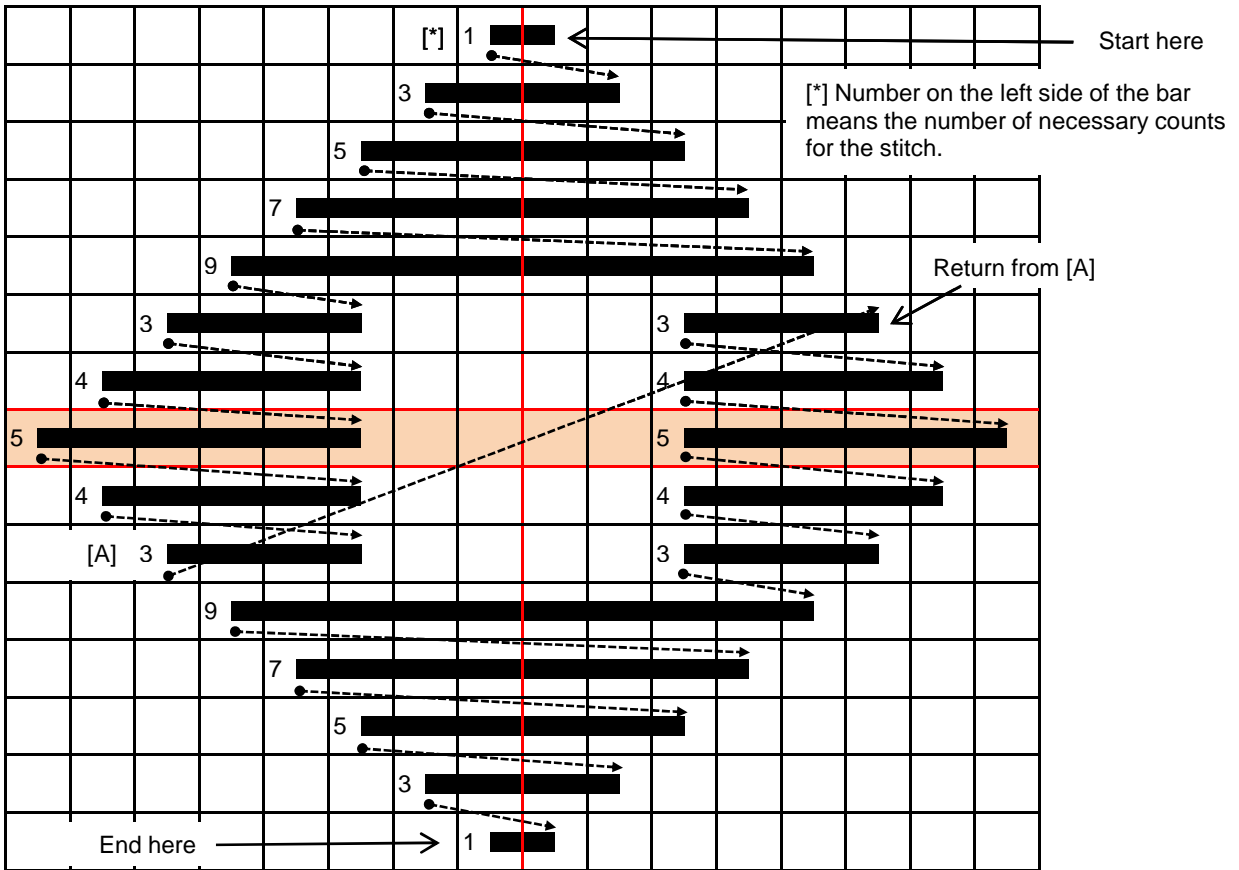 [*] 1
Start here
3
[*] Number on the left side of the bar
means the number of necessary counts
for the stitch.
5
7
9
Return from [A]
3 3
4 4
5 5
4 4
[A] 3 3
9
7
5
3
End here 1